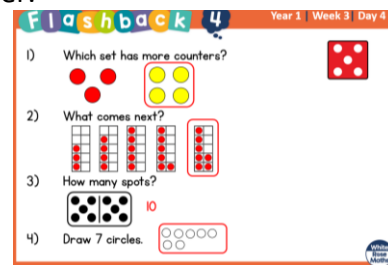 Flashback 4
Year 1 | Week 3 | Day 4
1) Which set has more counters?
2) What comes next?
3) How many spots?
10
4) Draw 7 circles.
White
Rose
Maths